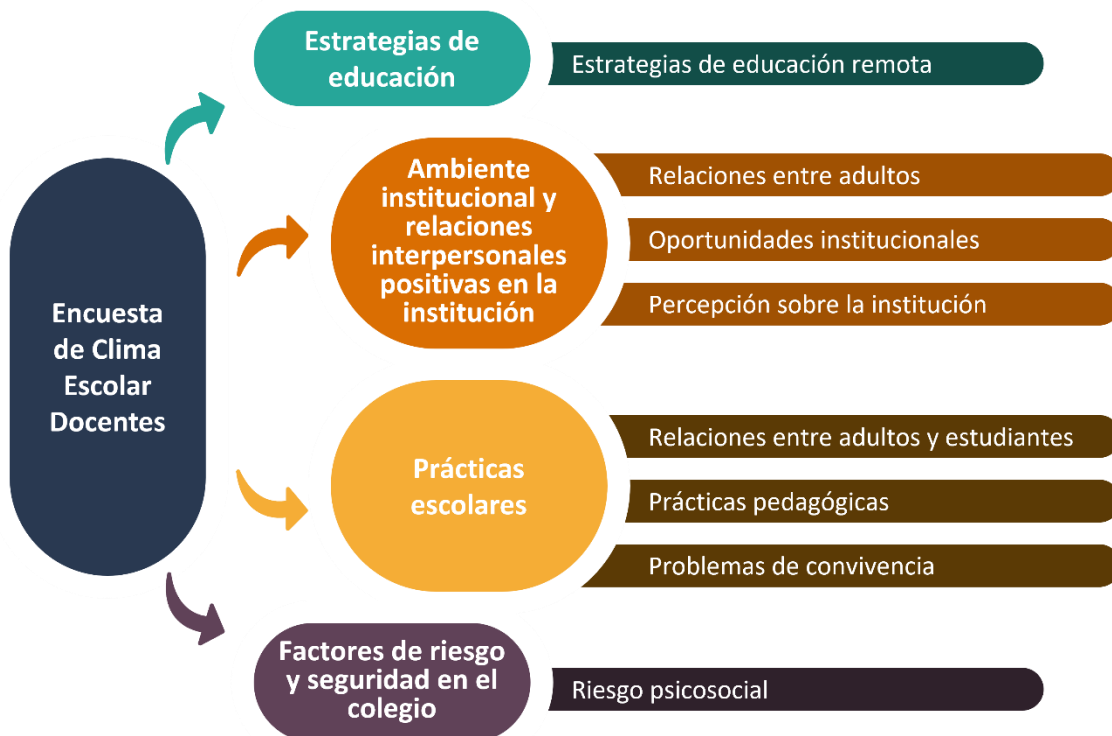 Encuesta
de Clima
Escolar
Docentes
Estrategias de
educación
Estrategias de educación remota
Ambiente
institucional y
relaciones
interpersonales
positivas en la
institución
Relaciones entre adultos
Oportunidades institucionales
Percepción sobre la institución
Prácticas
escolares
Relaciones entre adultos y estudiantes
Prácticas pedagógicas
Problemas de convivencia
Factores de riesgo
y seguridad en el
colegio
Riesgo psicosocial